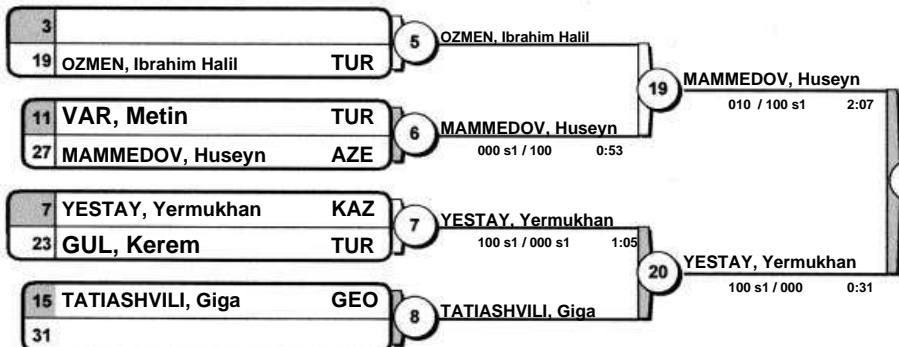 3
19 OZMEN, Ibrahim Halil TUR
5
OZMEN, Ibrahim Halil
11 VAR, Metin TUR
27 MAMMEDOV, Huseyn AZE
6
MAMMEDOV, Huseyn
000 s1 / 100 0:53
19
MAMMEDOV, Huseyn
010 / 100 s1 2:07
7 YESTAY, Yermukhan KAZ
23 GUL, Kerem TUR
7
YESTAY, Yermukhan
100 s1 / 000 s1 1:05
15 TATIASHVILI, Giga GEO
31
8
TATIASHVILI, Giga
20
YESTAY, Yermukhan
100 s1 / 000 0:31